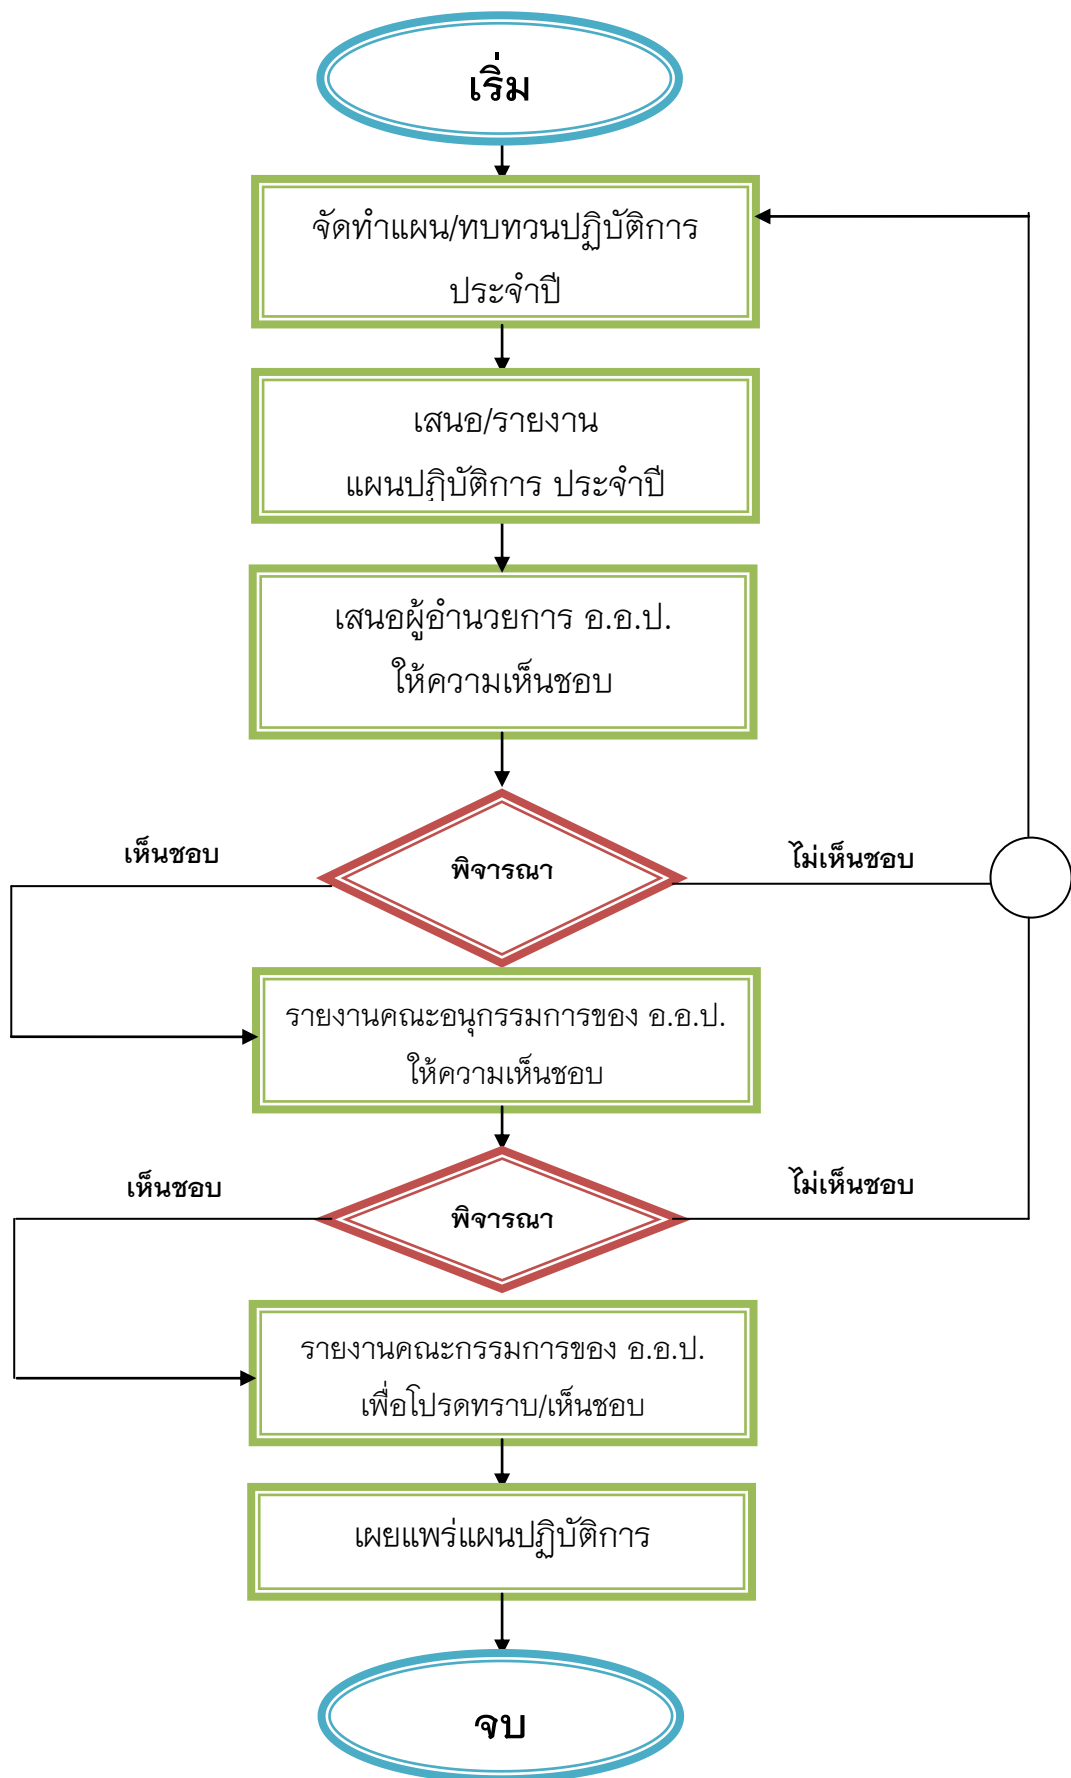 เริ่ม
จัดทำแผน/ทบทวนปฏิบัติการ
ประจำปี
เสนอ/รายงาน
แผนปฏิบัติการ ประจำปี
เสนอผู้อำนวยการ อ.อ.ป.
ให้ความเห็นชอบ
เห็นชอบ
พิจารณา
ไม่เห็นชอบ
รายงานคณะอนุกรรมการของ อ.อ.ป.
ให้ความเห็นชอบ
เห็นชอบ
พิจารณา
ไม่เห็นชอบ
รายงานคณะกรรมการของ อ.อ.ป.
เพื่อโปรดทราบ/เห็นชอบ
เผยแพร่แผนปฏิบัติการ
จบ